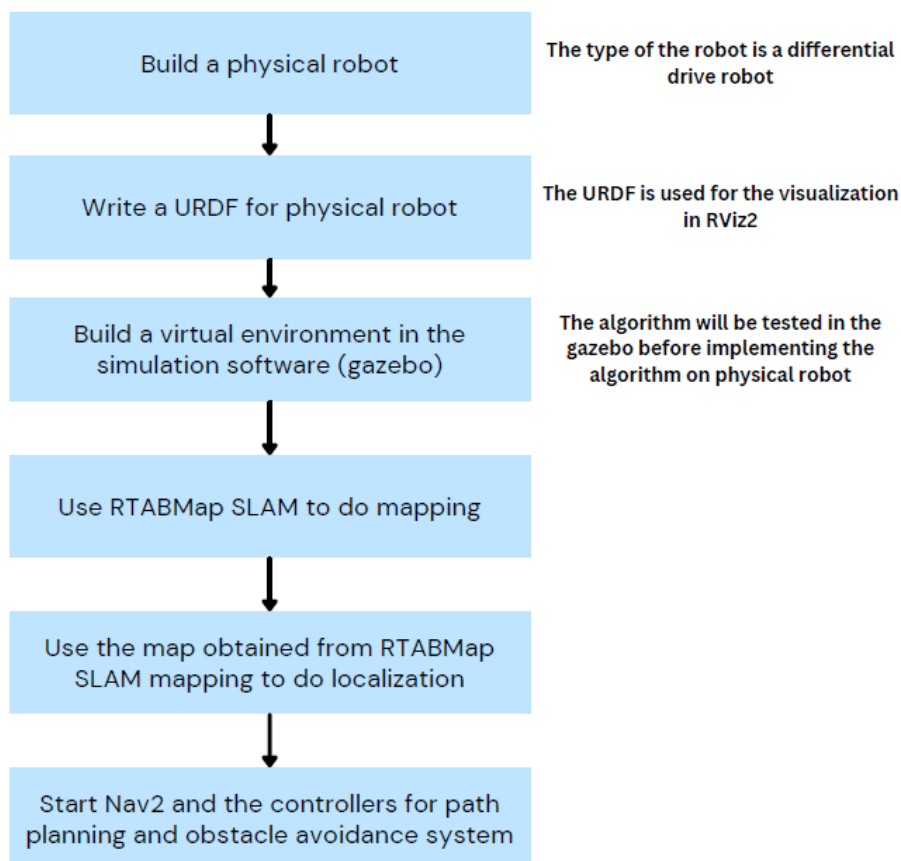 Build a physical robot
The type of the robot is a differential
drive robot
Write a URDF for physical robot
The URDF is used for the visualization
in RViz2
Build a virtual environment in the
simulation software (gazebo)
The algorithm will be tested in the
gazebo before implementing the
algorithm on physical robot
Use RTABMap SLAM to do mapping
Use the map obtained from RTABMap
SLAM mapping to do localization
Start Nav2 and the controllers for path
planning and obstacle avoidance system